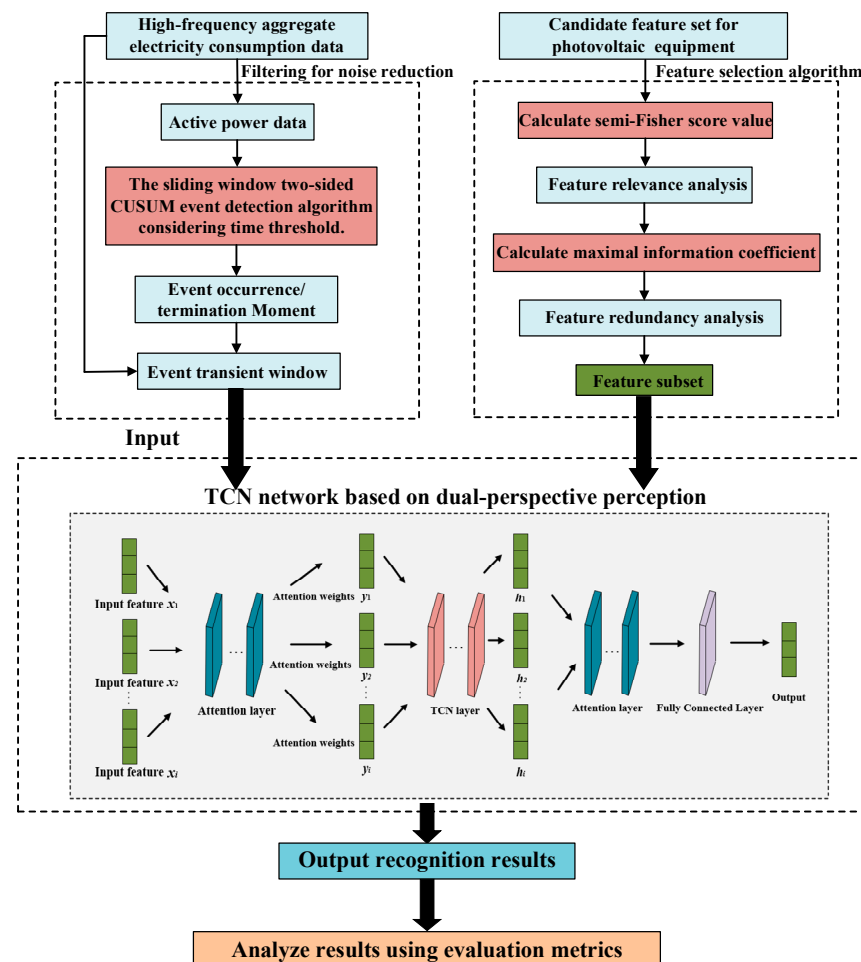 High-frequency aggregate
electricity consumption data
Filtering for noise reduction
Active power data
The sliding window two-sided
CUSUM event detection algorithm
considering time threshold.
Event occurrence/
termination Moment
Event transient window
Candidate feature set for
photovoltaic equipment
Feature selection algorithm
Calculate semi-Fisher score value
Feature relevance analysis
Calculate maximal information coefficient
Feature redundancy analysis
Feature subset
Input
TCN network based on dual-perspective perception
Input feature x1
Input feature x2
Input feature xi
Attention layer
Attention weights
Attention weights
Attention weights
y1
y2
yi
TCN layer
h1
h2
hi
Attention layer
Fully Connected Layer
Output
Output recognition results
Analyze results using evaluation metrics